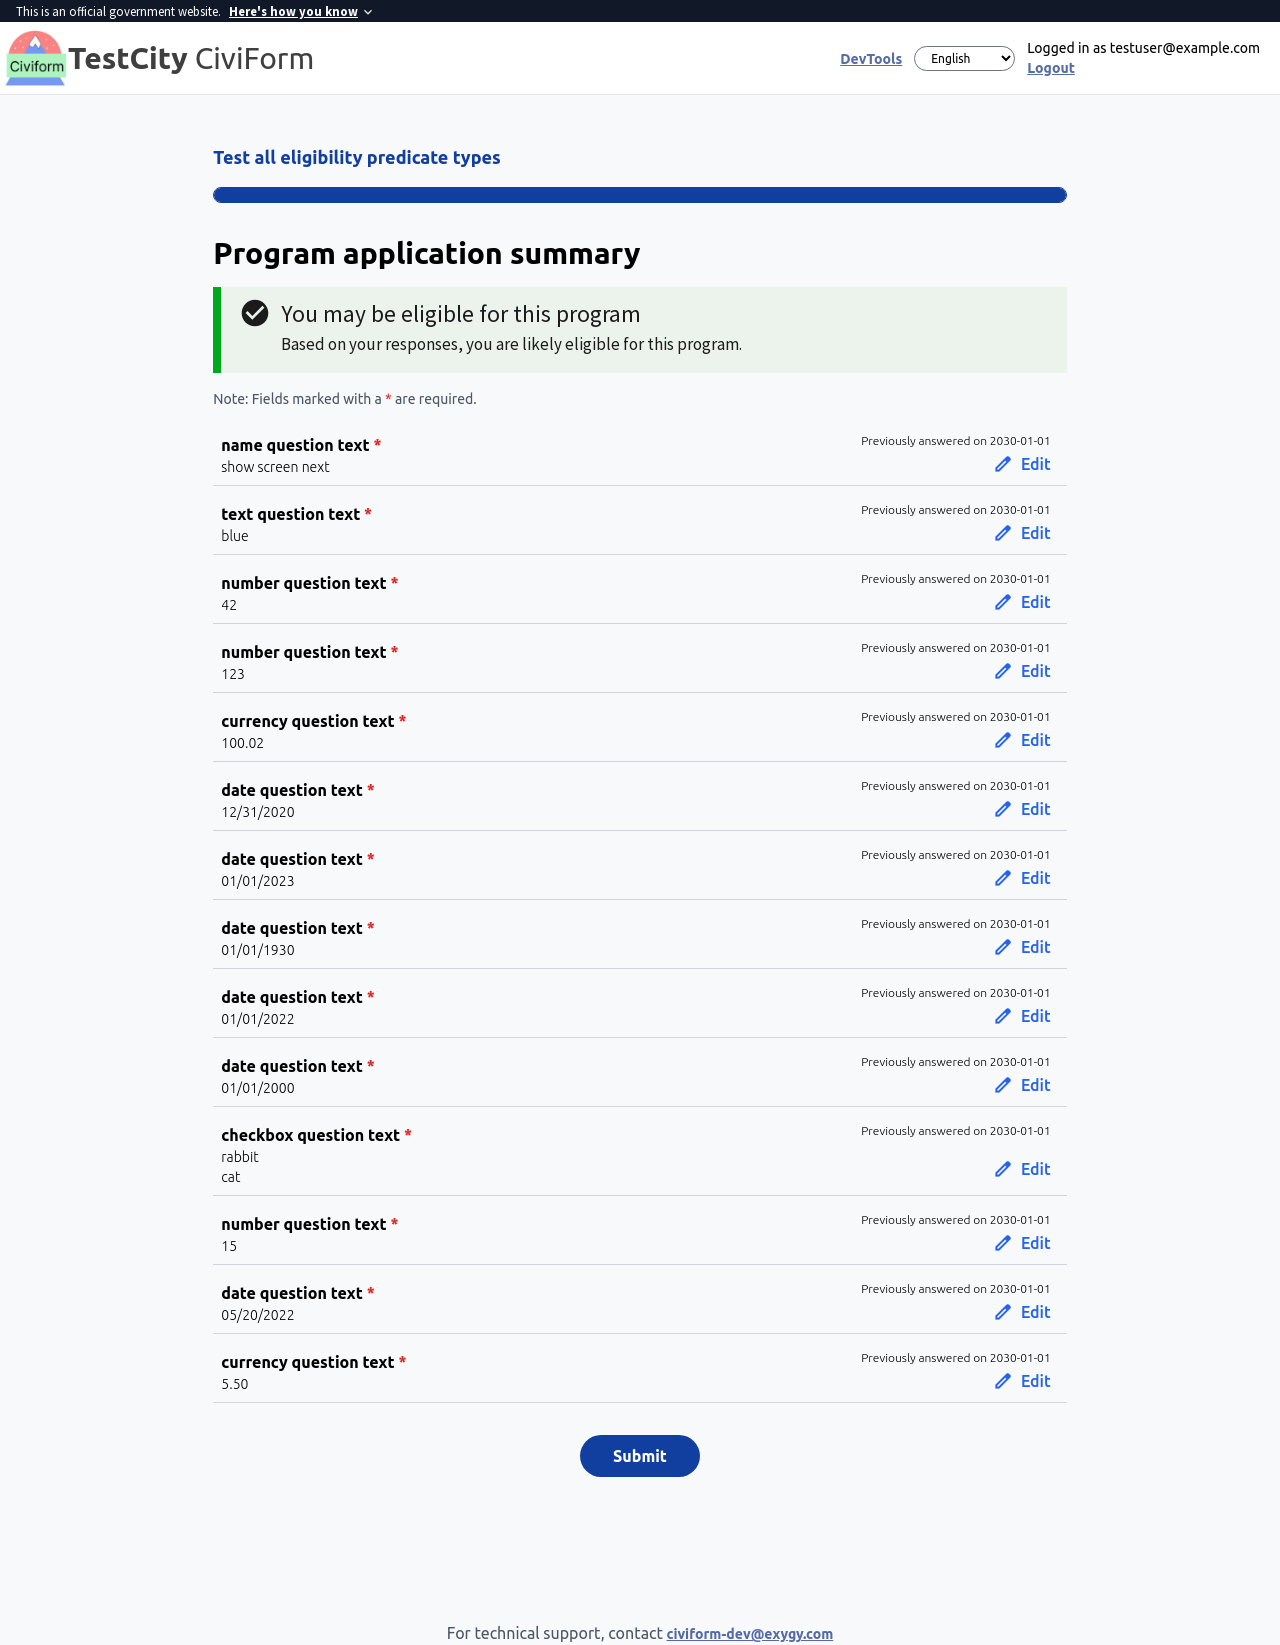 This is an official government website. Here's how you know
Civiform
TestCity CiviForm
DevTools
English
Logged in as testuser@example.com
Logout
Test all eligibility predicate types
Program application summary
You may be eligible for this program
Based on your responses, you are likely eligible for this program.
Note: Fields marked with a * are required.
name question text *
show screen next
Previously answered on 2030-01-01
Edit
text question text *
blue
Previously answered on 2030-01-01
Edit
number question text *
42
Previously answered on 2030-01-01
Edit
number question text *
123
Previously answered on 2030-01-01
Edit
currency question text *
100.02
Previously answered on 2030-01-01
Edit
date question text *
12/31/2020
Previously answered on 2030-01-01
Edit
date question text *
01/01/2023
Previously answered on 2030-01-01
Edit
date question text *
01/01/1930
Previously answered on 2030-01-01
Edit
date question text *
01/01/2022
Previously answered on 2030-01-01
Edit
date question text *
01/01/2000
Previously answered on 2030-01-01
Edit
checkbox question text *
rabbit
cat
Previously answered on 2030-01-01
Edit
number question text *
15
Previously answered on 2030-01-01
Edit
date question text *
05/20/2022
Previously answered on 2030-01-01
Edit
currency question text *
5.50
Previously answered on 2030-01-01
Edit
Submit
For technical support, contact civiform-dev@exygy.com